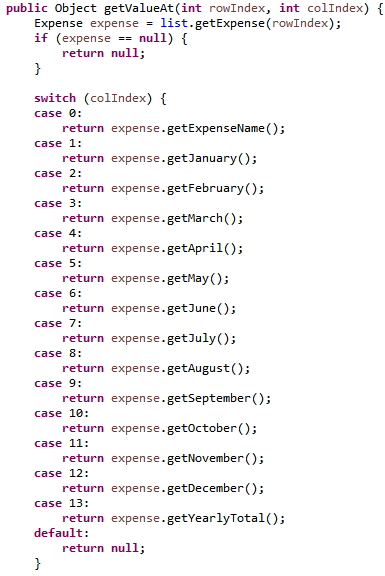 public Object getValueAt(int rowIndex, int colIndex) {
    Expense expense = list.getExpense(rowIndex);
    if (expense == null) {
        return null;
    }

    switch (colIndex) {
    case 0:
        return expense.getExpenseName();
    case 1:
        return expense.getJanuary();
    case 2:
        return expense.getFebruary();
    case 3:
        return expense.getMarch();
    case 4:
        return expense.getApril();
    case 5:
        return expense.getMay();
    case 6:
        return expense.getJune();
    case 7:
        return expense.getJuly();
    case 8:
        return expense.getAugust();
    case 9:
        return expense.getSeptember();
    case 10:
        return expense.getOctober();
    case 11:
        return expense.getNovember();
    case 12:
        return expense.getDecember();
    case 13:
        return expense.getYearlyTotal();
    default:
        return null;
    }